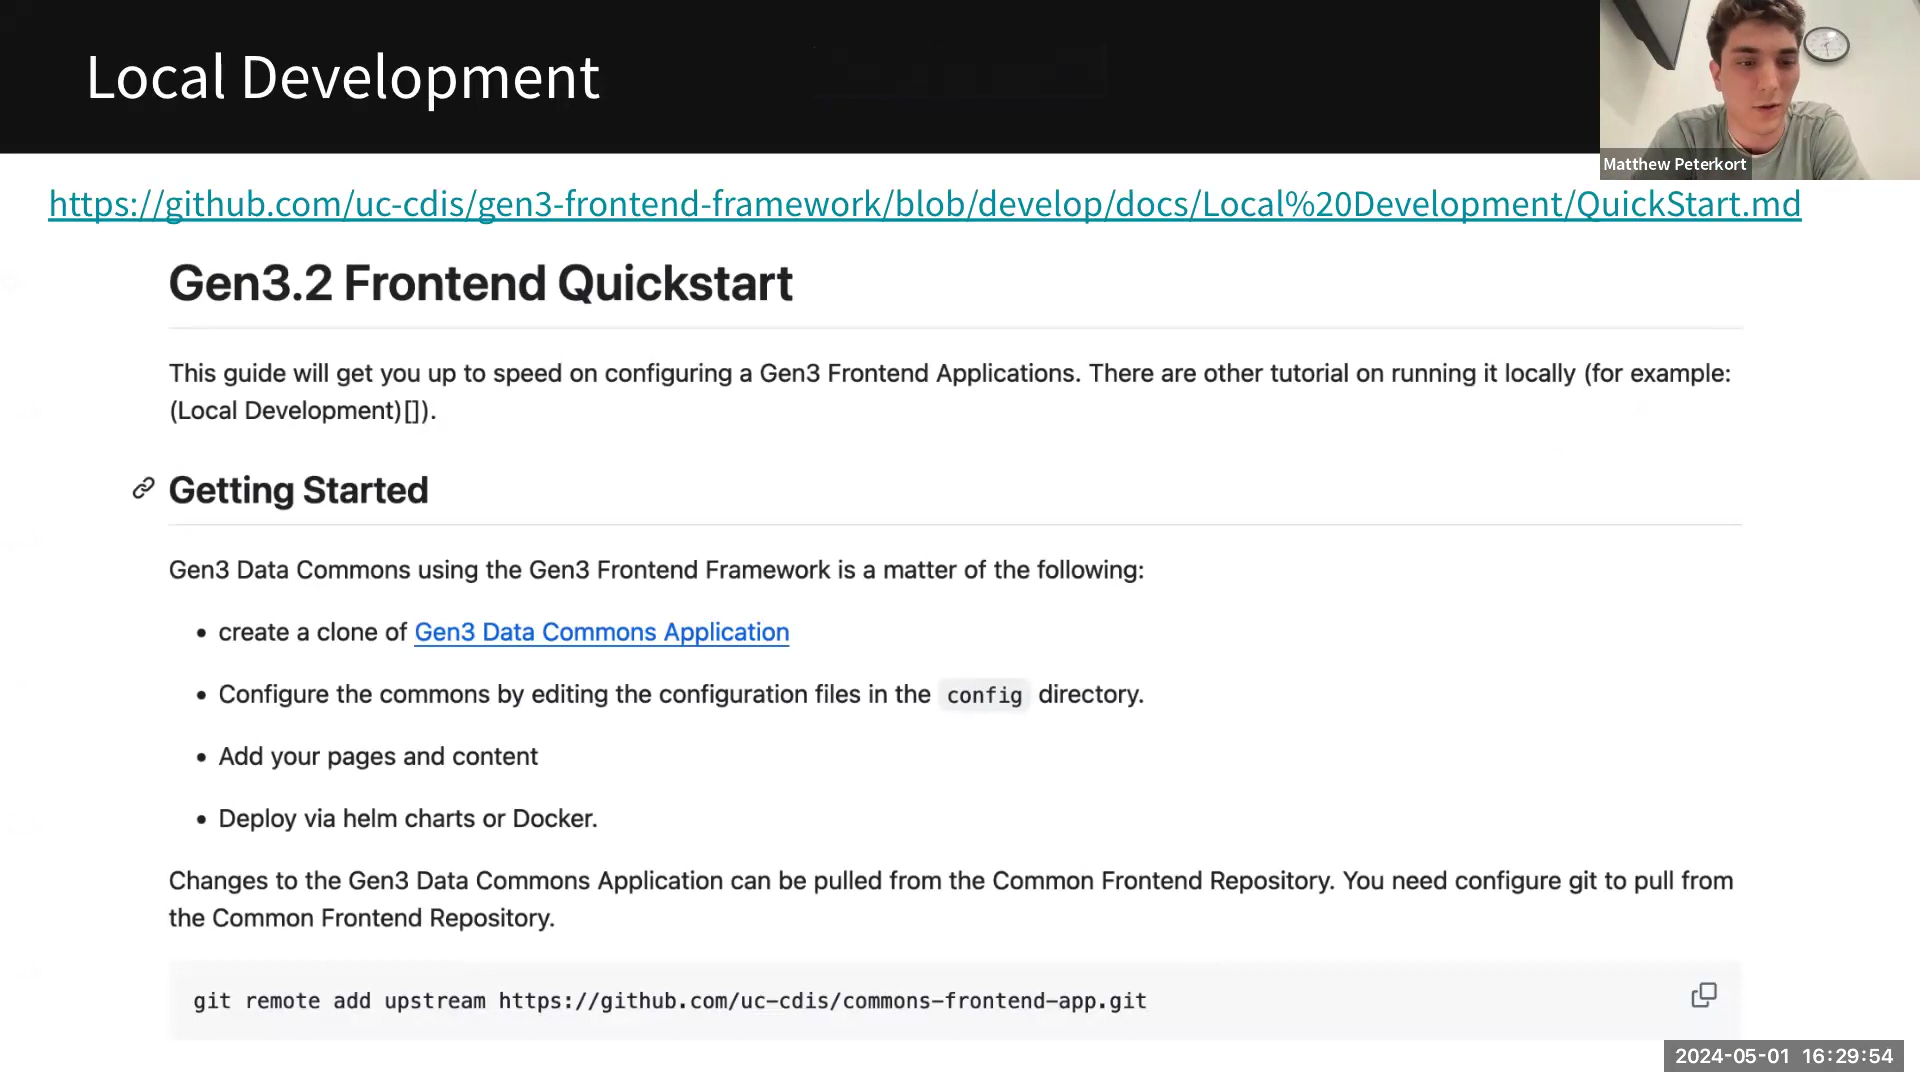 Local Development
Matthew Peterkort
https://github.com/uc-cdis/gen3-frontend-framework/blob/develop/docs/Local%20Development/QuickStart.md
Gen3.2 Frontend Quickstart
This guide will get you up to speed on configuring a Gen3 Frontend Applications. There are other tutorial on running it locally (for example:
(Local Development)[]).
Getting Started
Gen3 Data Commons using the Gen3 Frontend Framework is a matter of the following:
• create a clone of Gen3 Data Commons Application
• Configure the commons by editing the configuration files in the config directory.
• Add your pages and content
• Deploy via helm charts or Docker.
Changes to the Gen3 Data Commons Application can be pulled from the Common Frontend Repository. You need configure git to pull from
the Common Frontend Repository.
git remote add upstream https://github.com/uc-cdis/commons-frontend-app.git
2024-05-01 16:29:54